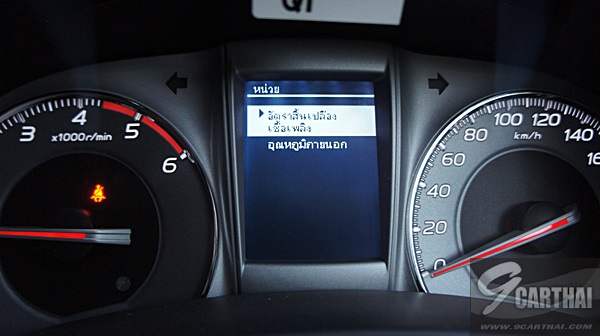 QT
หน่วย
อัตราสิ้นเปลือง
เชื้อเพลิง
อุณหภูมิภายนอก
3 4 5 6
x1000r/min
0 20 40 60 80 100 120 140 16
km/h
9CARTHAI
WWW.9CARTHAI.COM